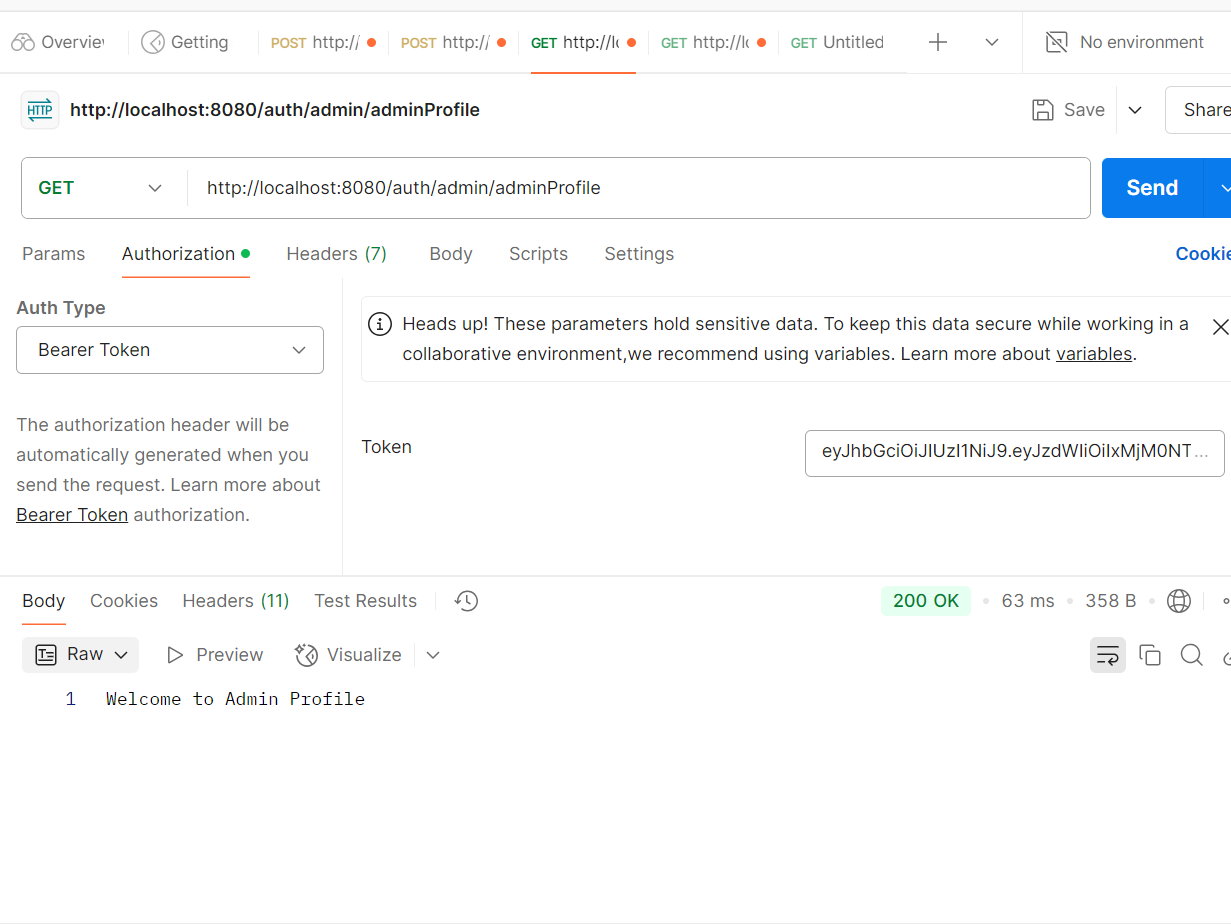 Overview Getting POST http:// POST http:// GET http://lo GET http://lo GET Untitled No environment
HTTP http://localhost:8080/auth/admin/adminProfile Save Share
GET http://localhost:8080/auth/admin/adminProfile Send
Params Authorization Headers (7) Body Scripts Settings Cookie
Auth Type
Bearer Token
The authorization header will be
automatically generated when you
send the request. Learn more about
Bearer Token authorization.
Heads up! These parameters hold sensitive data. To keep this data secure while working in a
collaborative environment,we recommend using variables. Learn more about variables.
Token eyJhbGciOiJIUzI1NiJ9.eyJzdWIiOiIxMjM0NT...
Body Cookies Headers (11) Test Results 200 OK 63 ms 358 B
Raw Preview Visualize
1 Welcome to Admin Profile